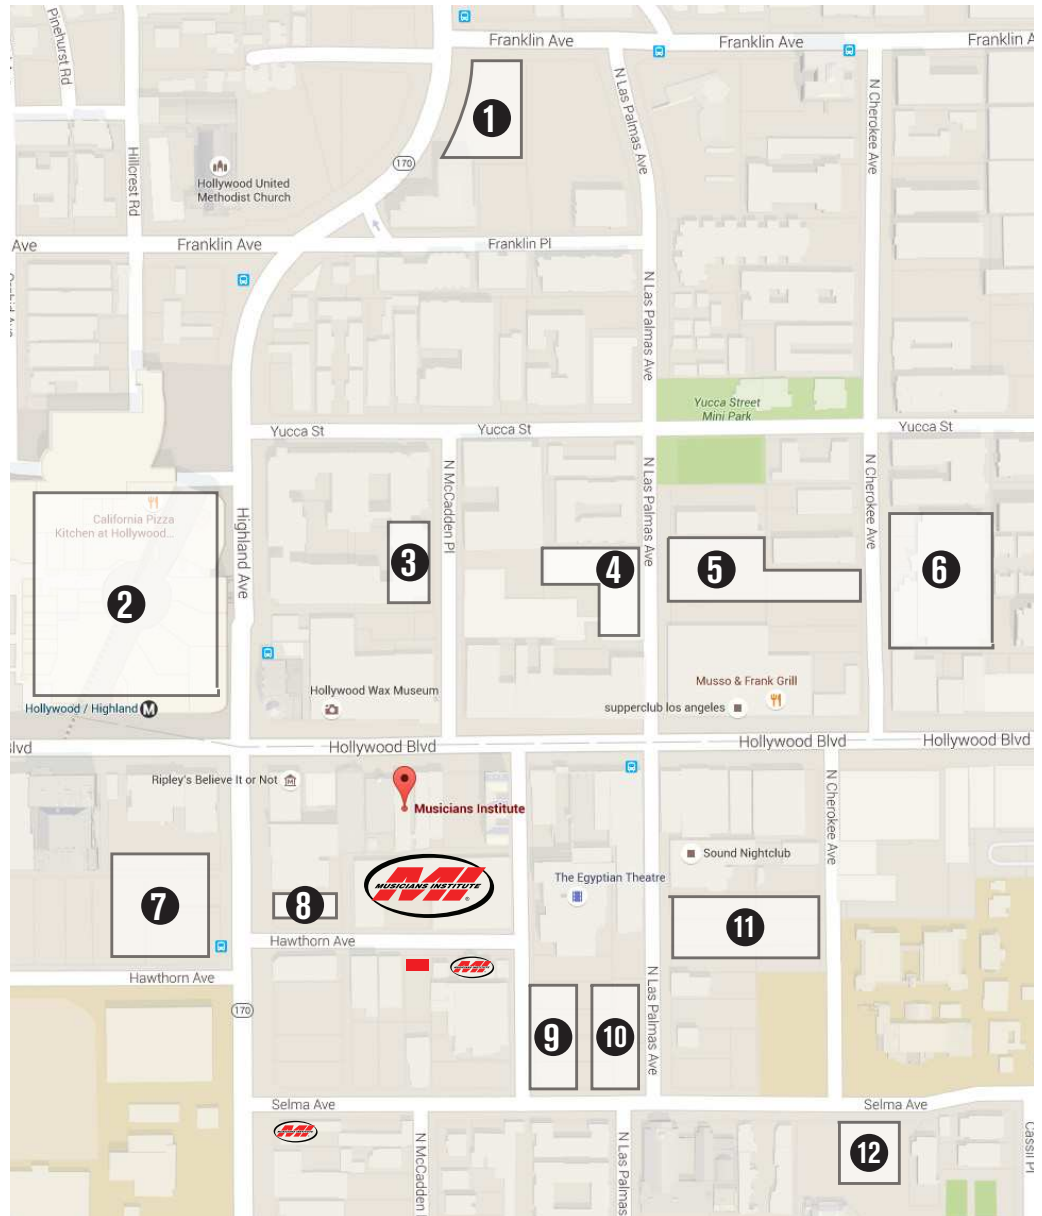 Pinehurst Rd
Franklin Ave
Franklin Ave
Franklin A
N Las Palmas Ave
N Cherokee Ave
1
170
Hillcrest Rd
Hollywood United
Methodist Church
Ave
Franklin Ave
Franklin Pl
N Las Palmas Ave
Yucca Street
Mini Park
Yucca St
Yucca St
Yucca St
N McCadden Pl
N Las Palmas Ave
N Cherokee Ave
California Pizza
Kitchen at Hollywood...
Highland Ave
2
3
4
5
6
Hollywood Wax Museum
Musso & Frank Grill
supperclub los angeles
Hollywood / Highland M
lvd
Hollywood Blvd
Hollywood Blvd
Hollywood Blvd
Ripley's Believe It or Not
Musicians Institute
N Cherokee Ave
Sound Nightclub
MI
MUSICIANS INSTITUTE
®
The Egyptian Theatre
7
8
11
Hawthorn Ave
Hawthorn Ave
MI
N Las Palmas Ave
170
9
10
Selma Ave
Selma Ave
MI
N McCadden
N Las Palmas
12
Cassil Pl